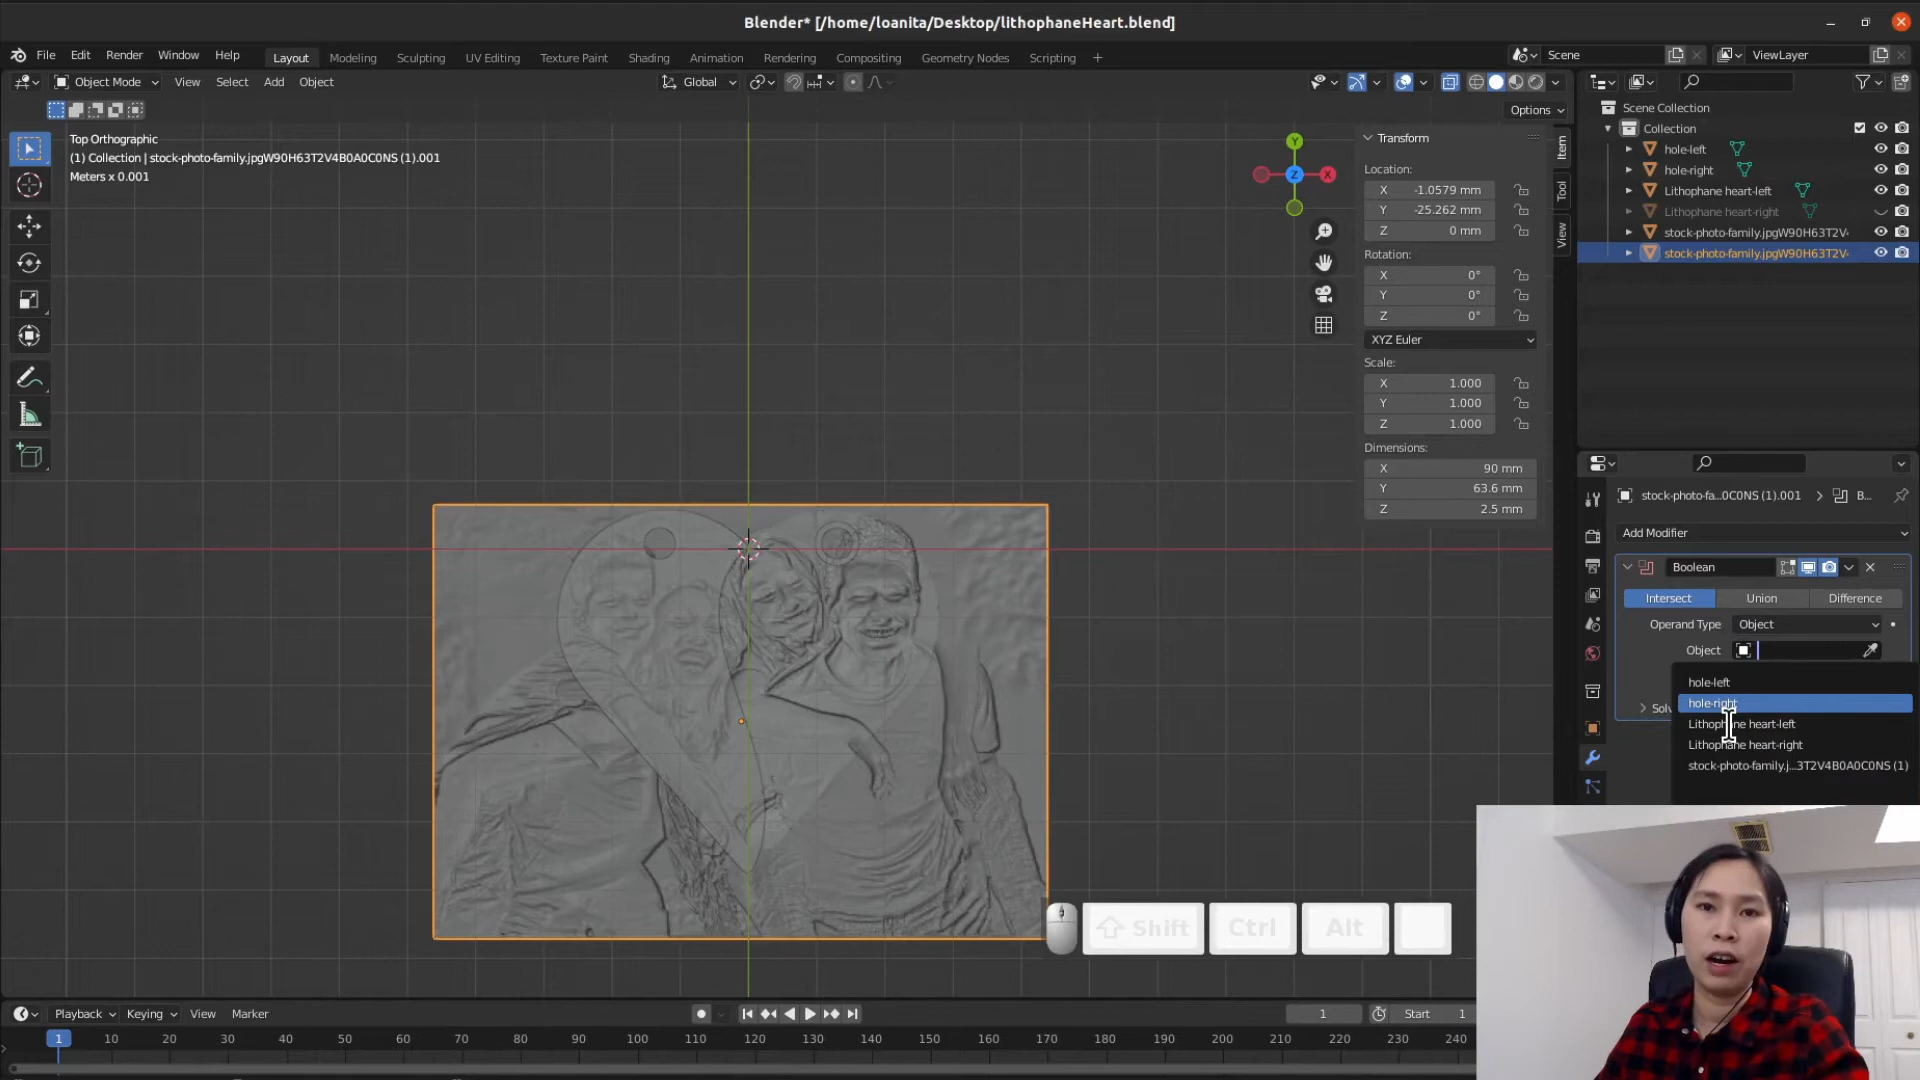 Blender* [/home/loanita/Desktop/lithophaneHeart.blend]
File Edit Render Window Help Layout Modeling Sculpting UV Editing Texture Paint Shading Animation Rendering Compositing Geometry Nodes Scripting + Scene ViewLayer
Object Mode View Select Add Object Global
Options
Top Orthographic
(1) Collection | stock-photo-family.jpgW90H63T2V4B0A0C0NS (1).001
Meters x 0.001
Y
X
Z
Transform
Location:
X -1.0579 mm
Y -25.262 mm
Z 0 mm
Rotation:
X 0°
Y 0°
Z 0°
XYZ Euler
Scale:
X 1.000
Y 1.000
Z 1.000
Dimensions:
X 90 mm
Y 63.6 mm
Z 2.5 mm
Item
Tool
View
Scene Collection
Collection
hole-left
hole-right
Lithophane heart-left
Lithophane heart-right
stock-photo-family.jpgW90H63T2V
stock-photo-family.jpgW90H63T2V
stock-photo-fa...0C0NS (1).001 B...
Add Modifier
Boolean
Intersect Union Difference
Operand Type Object
Object
hole-left
hole-right
Solv
Lithophane heart-left
Lithophane heart-right
stock-photo-family.j...3T2V4B0A0C0NS (1)
Shift Ctrl Alt
Playback Keying View Marker 1 Start 1
1 10 20 30 40 50 60 70 80 90 100 110 120 130 140 150 160 170 180 190 200 210 220 230 240